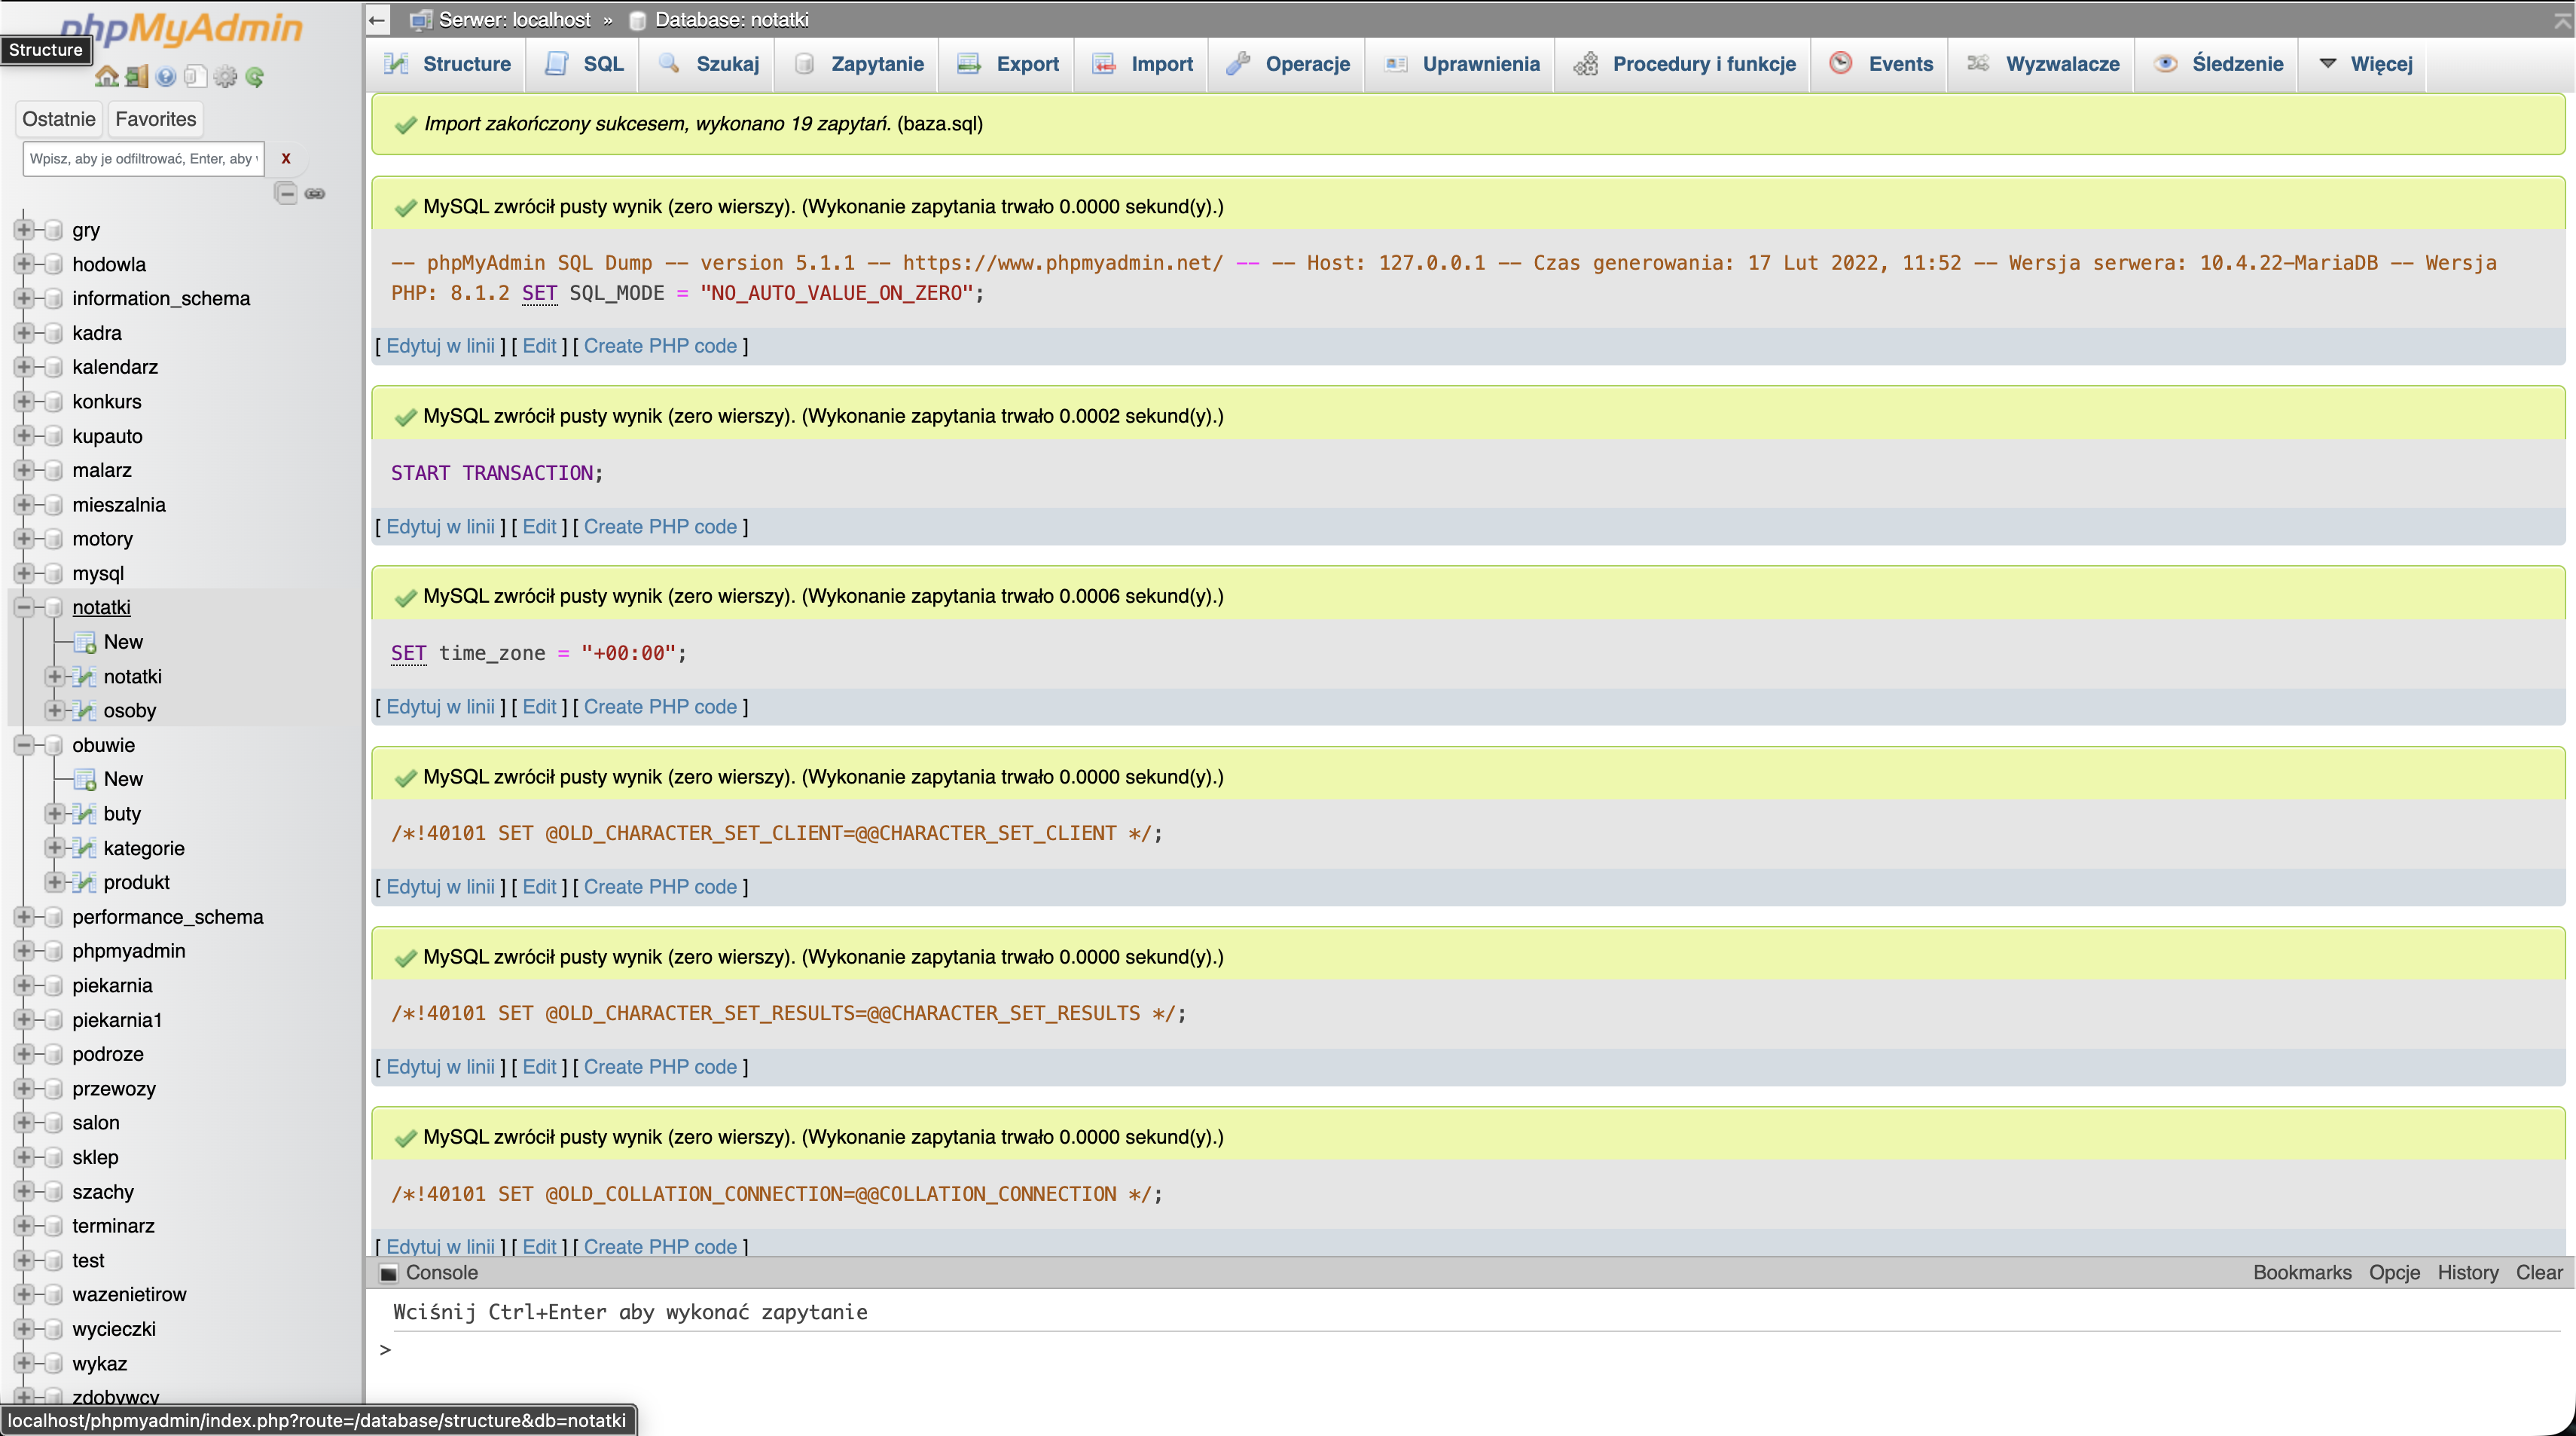 phpMyAdmin
Structure
Ostatnie Favorites
Wpisz, aby je odfiltrować, Enter, aby
X
gry
hodowla
information_schema
kadra
kalendarz
konkurs
kupauto
malarz
mieszalnia
motory
mysql
notatki
New
notatki
osoby
obuwie
New
buty
kategorie
produkt
performance_schema
phpmyadmin
piekarnia
piekarnia1
podroze
przewozy
salon
sklep
szachy
terminarz
test
wazenietirow
wycieczki
wykaz
zdobywcy
localhost/phpmyadmin/index.php?route=/database/structure&db=notatki
Serwer: localhost » Database: notatki
Structure SQL Szukaj Zapytanie Export Import Operacje Uprawnienia Procedury i funkcje Events Wyzwalacze Śledzenie Więcej
Import zakończony sukcesem, wykonano 19 zapytań. (baza.sql)
MySQL zwrócił pusty wynik (zero wierszy). (Wykonanie zapytania trwało 0.0000 sekund(y).)
-- phpMyAdmin SQL Dump -- version 5.1.1 -- https://www.phpmyadmin.net/ -- -- Host: 127.0.0.1 -- Czas generowania: 17 Lut 2022, 11:52 -- Wersja serwera: 10.4.22-MariaDB -- Wersja
PHP: 8.1.2 SET SQL_MODE = "NO_AUTO_VALUE_ON_ZERO";
[ Edytuj w linii ] [ Edit ] [ Create PHP code ]
MySQL zwrócił pusty wynik (zero wierszy). (Wykonanie zapytania trwało 0.0002 sekund(y).)
START TRANSACTION;
[ Edytuj w linii ] [ Edit ] [ Create PHP code ]
MySQL zwrócił pusty wynik (zero wierszy). (Wykonanie zapytania trwało 0.0006 sekund(y).)
SET time_zone = "+00:00";
[ Edytuj w linii ] [ Edit ] [ Create PHP code ]
MySQL zwrócił pusty wynik (zero wierszy). (Wykonanie zapytania trwało 0.0000 sekund(y).)
/*!40101 SET @OLD_CHARACTER_SET_CLIENT=@@CHARACTER_SET_CLIENT */;
[ Edytuj w linii ] [ Edit ] [ Create PHP code ]
MySQL zwrócił pusty wynik (zero wierszy). (Wykonanie zapytania trwało 0.0000 sekund(y).)
/*!40101 SET @OLD_CHARACTER_SET_RESULTS=@@CHARACTER_SET_RESULTS */;
[ Edytuj w linii ] [ Edit ] [ Create PHP code ]
MySQL zwrócił pusty wynik (zero wierszy). (Wykonanie zapytania trwało 0.0000 sekund(y).)
/*!40101 SET @OLD_COLLATION_CONNECTION=@@COLLATION_CONNECTION */;
[ Edytuj w linii ] [ Edit ] [ Create PHP code ]
Console Bookmarks Opcje History Clear
Wciśnij Ctrl+Enter aby wykonać zapytanie
>